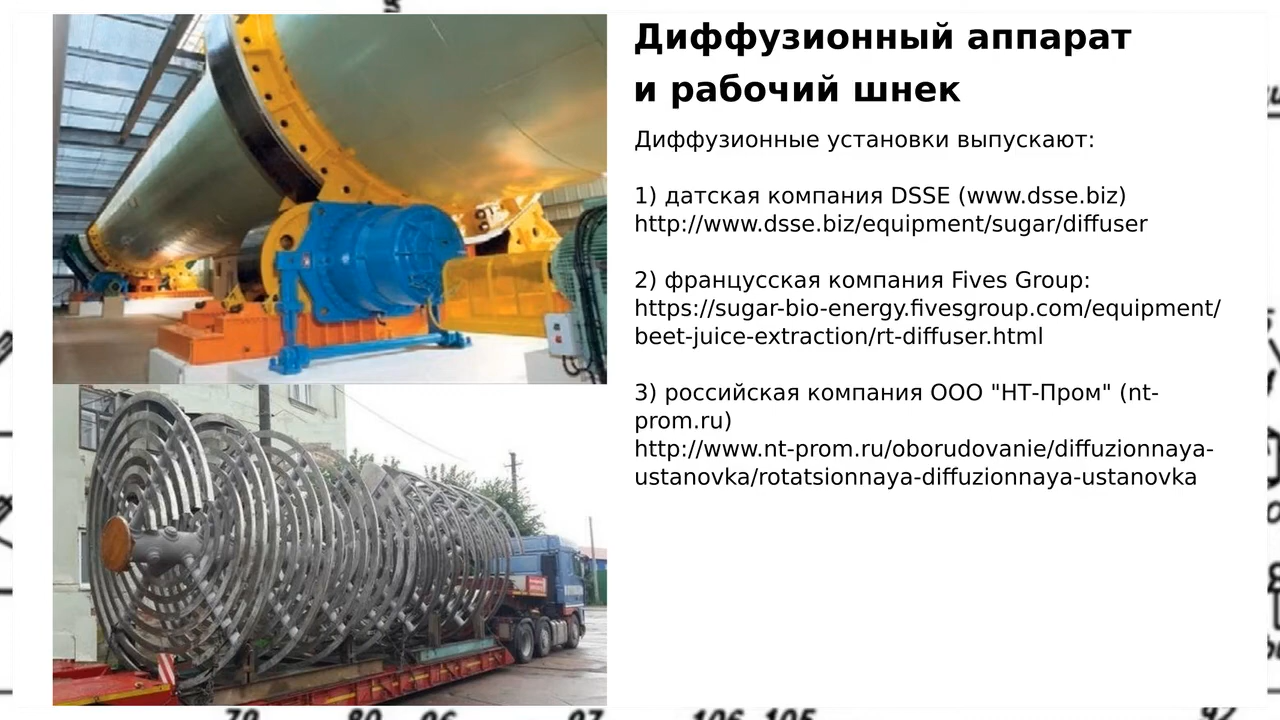 Диффузионный аппарат
и рабочий шнек
Диффузионные установки выпускают:
1) датская компания DSSE (www.dsse.biz)
http://www.dsse.biz/equipment/sugar/diffuser
2) французская компания Fives Group:
https://sugar-bio-energy.fivesgroup.com/equipment/
beet-juice-extraction/rt-diffuser.html
3) российская компания ООО "НТ-Пром" (nt-
prom.ru)
http://www.nt-prom.ru/oborudovanie/diffuzionnaya-
ustanovka/rotatsionnaya-diffuzionnaya-ustanovka